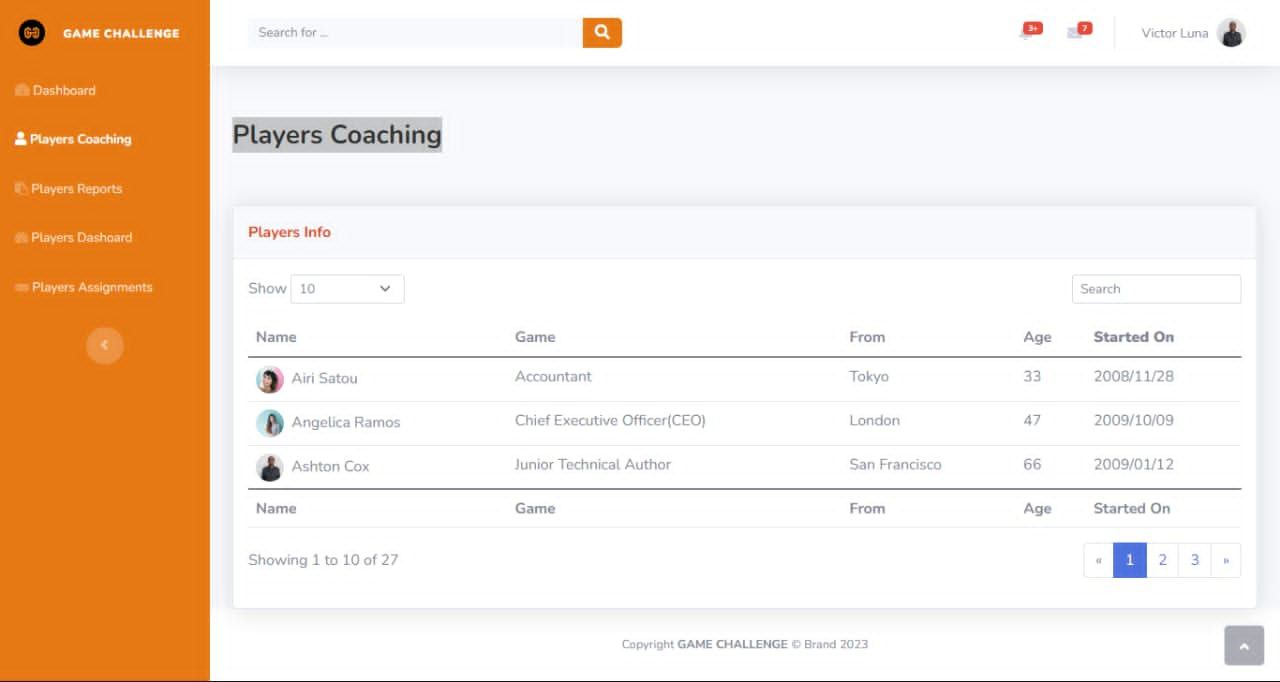 GAME CHALLENGE
Search for ...
3+
7
Victor Luna
Dashboard
Players Coaching
Players Reports
Players Dashoard
Players Assignments
Players Coaching
Players Info
Show 10
Search
Name Game From Age Started On
Airi Satou Accountant Tokyo 33 2008/11/28
Angelica Ramos Chief Executive Officer(CEO) London 47 2009/10/09
Ashton Cox Junior Technical Author San Francisco 66 2009/01/12
Name Game From Age Started On
Showing 1 to 10 of 27
« 1 2 3 »
Copyright GAME CHALLENGE © Brand 2023